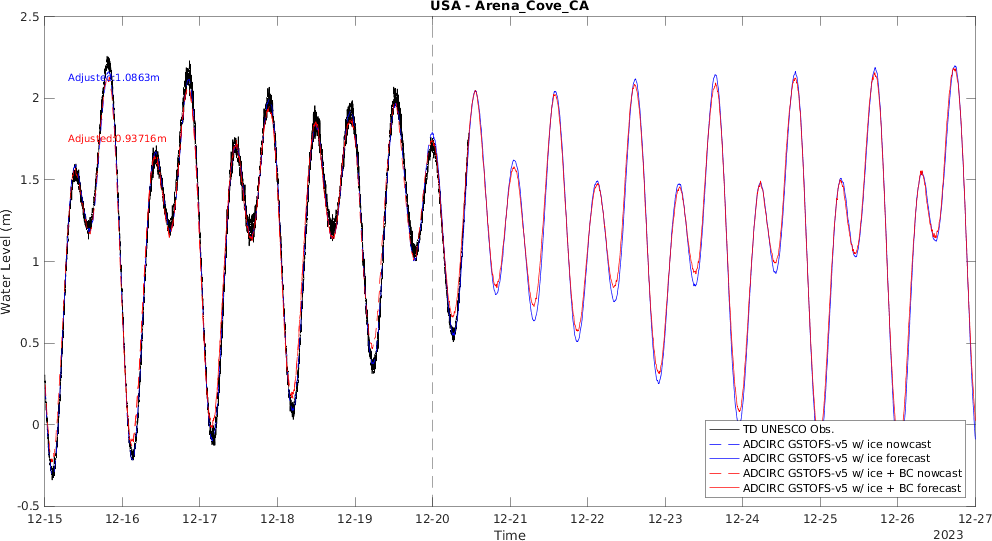 USA - Arena_Cove_CA
Adjusted:1.0863m
Adjusted:0.93716m
Water Level (m)
2.5
2
1.5
1
0.5
0
-0.5
12-15
12-16
12-17
12-18
12-19
12-20
12-21
12-22
12-23
12-24
12-25
12-26
12-27
Time
2023
TD UNESCO Obs.
ADCIRC GSTOFS-v5 w/ ice nowcast
ADCIRC GSTOFS-v5 w/ ice forecast
ADCIRC GSTOFS-v5 w/ ice + BC nowcast
ADCIRC GSTOFS-v5 w/ ice + BC forecast